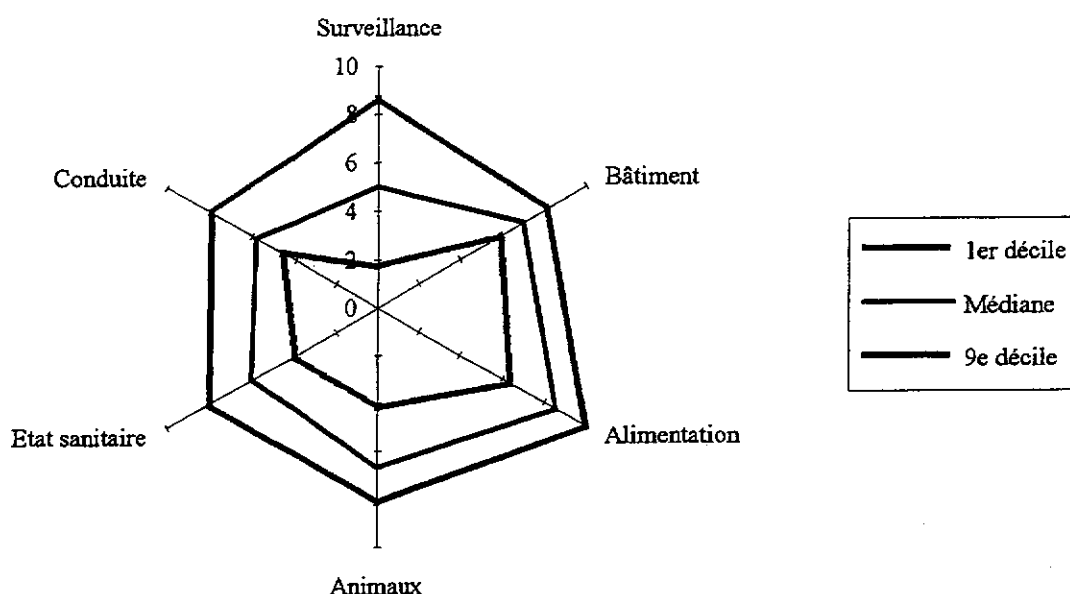 Surveillance
10
8
6
4
2
0
Conduite
Bâtiment
Etat sanitaire
Alimentation
Animaux
1er décile
Médiane
9e décile